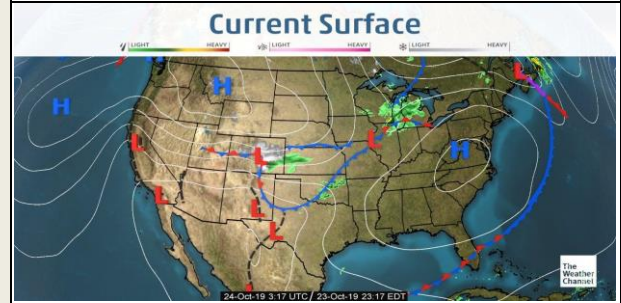 Current Surface
LIGHT HEAVY LIGHT HEAVY LIGHT HEAVY
L
H
H
L
L
L
L
H
L
L
L
L
The
Weather
Channel
24-Oct-19 3:17 UTC / 23-Oct-19 23:17 EDT